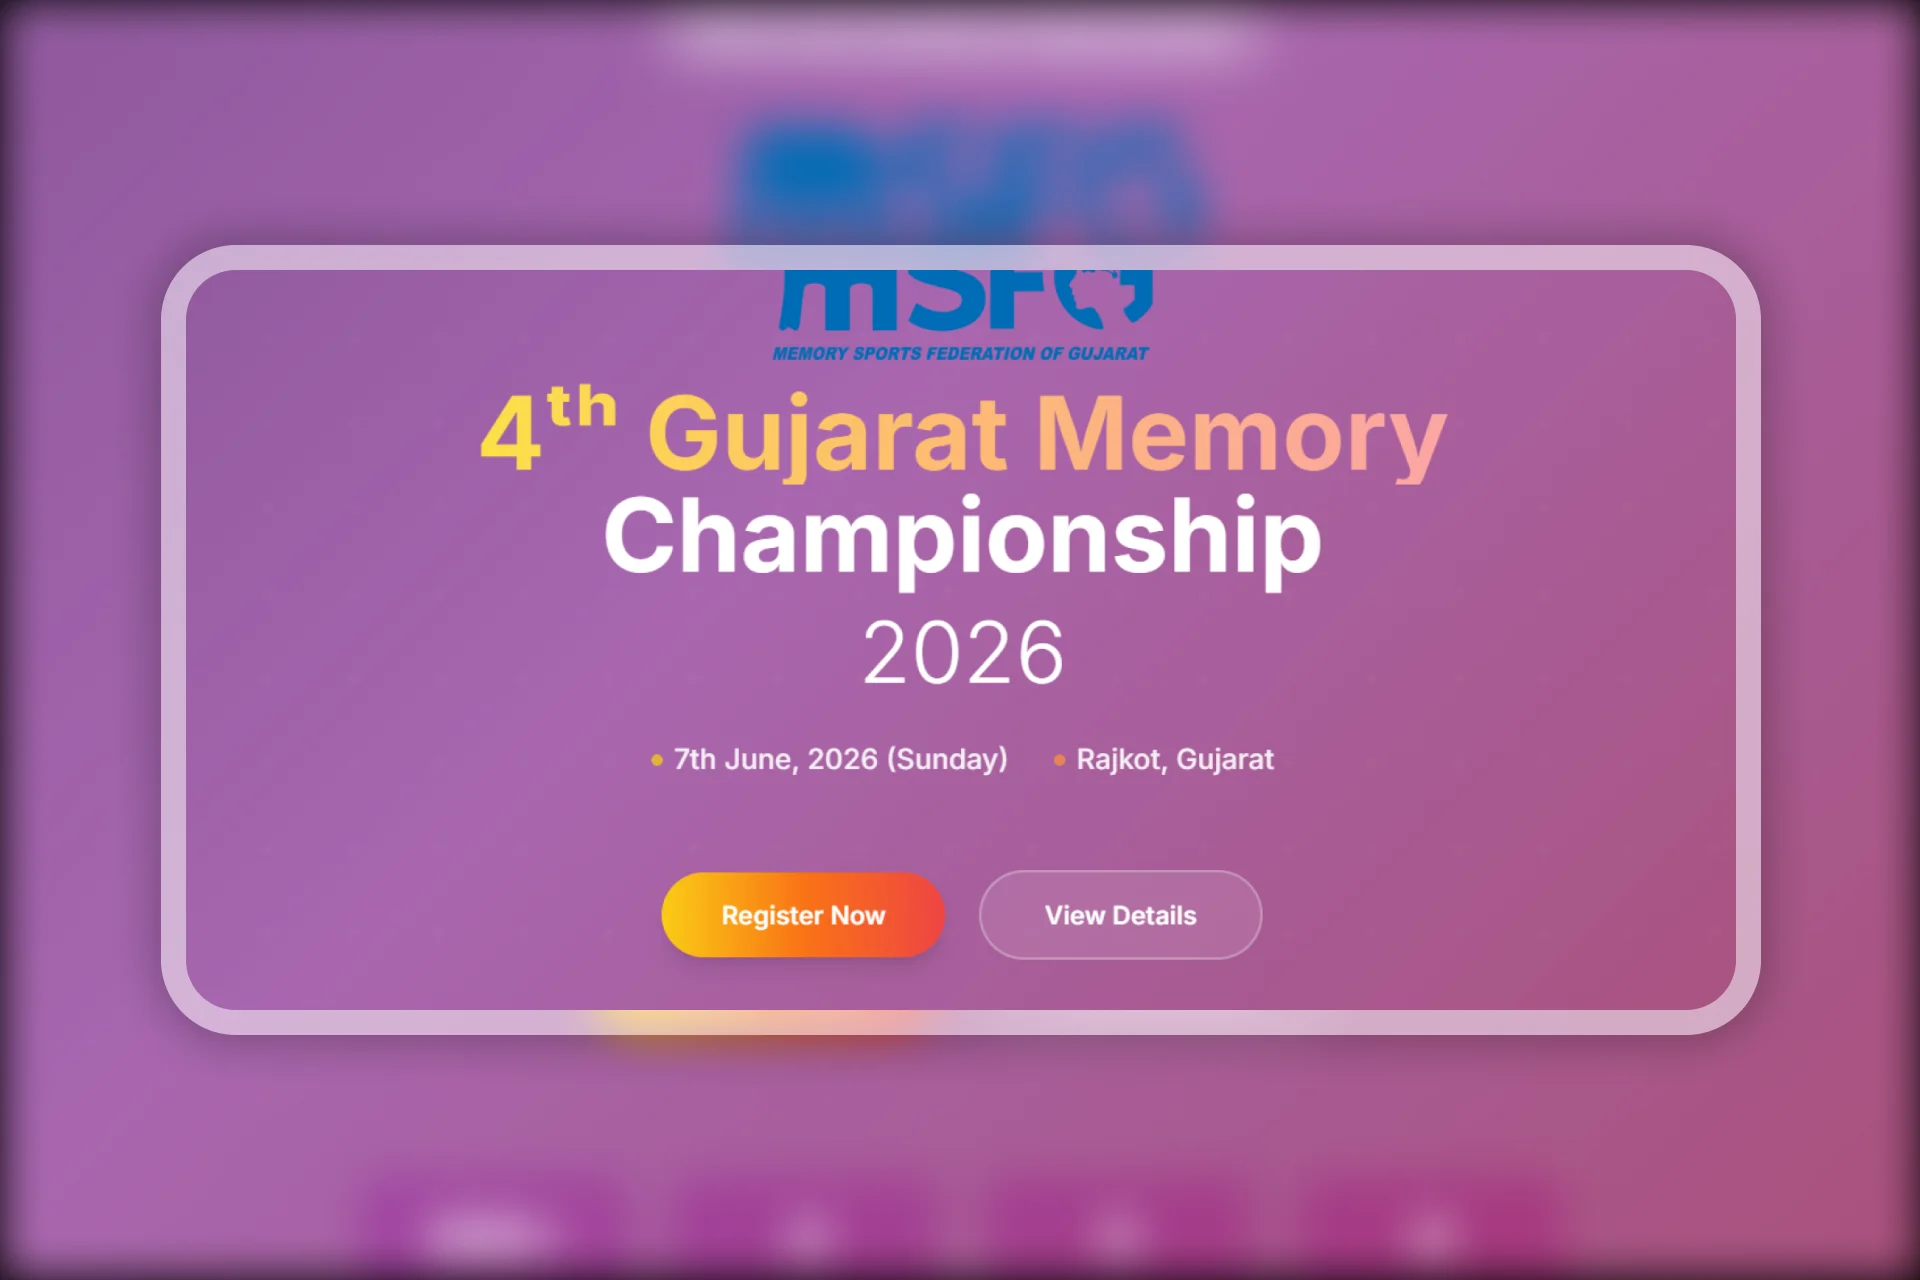 MSFG
MEMORY SPORTS FEDERATION OF GUJARAT
4th Gujarat Memory
Championship
2026
7th June, 2026 (Sunday)
Rajkot, Gujarat
Register Now
View Details